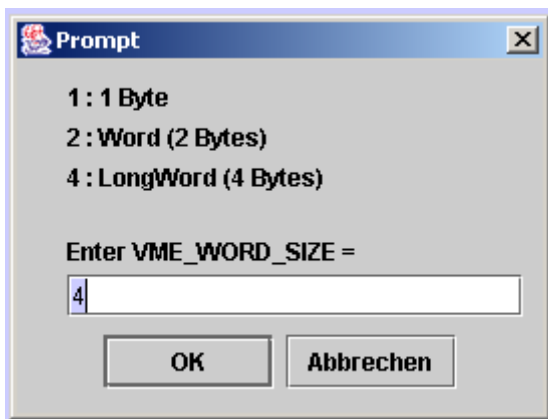 Prompt
1 : 1 Byte
2 : Word (2 Bytes)
4 : LongWord (4 Bytes)
Enter VME_WORD_SIZE =
4
OK Abbrechen